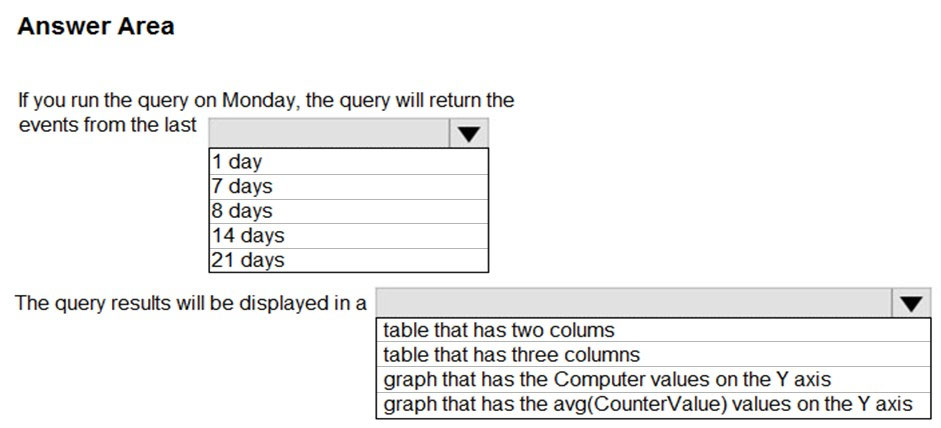 Answer Area
If you run the query on Monday, the query will return the
events from the last
1 day
7 days
8 days
14 days
21 days
The query results will be displayed in a
table that has two colums
table that has three columns
graph that has the Computer values on the Y axis
graph that has the avg(CounterValue) values on the Y axis